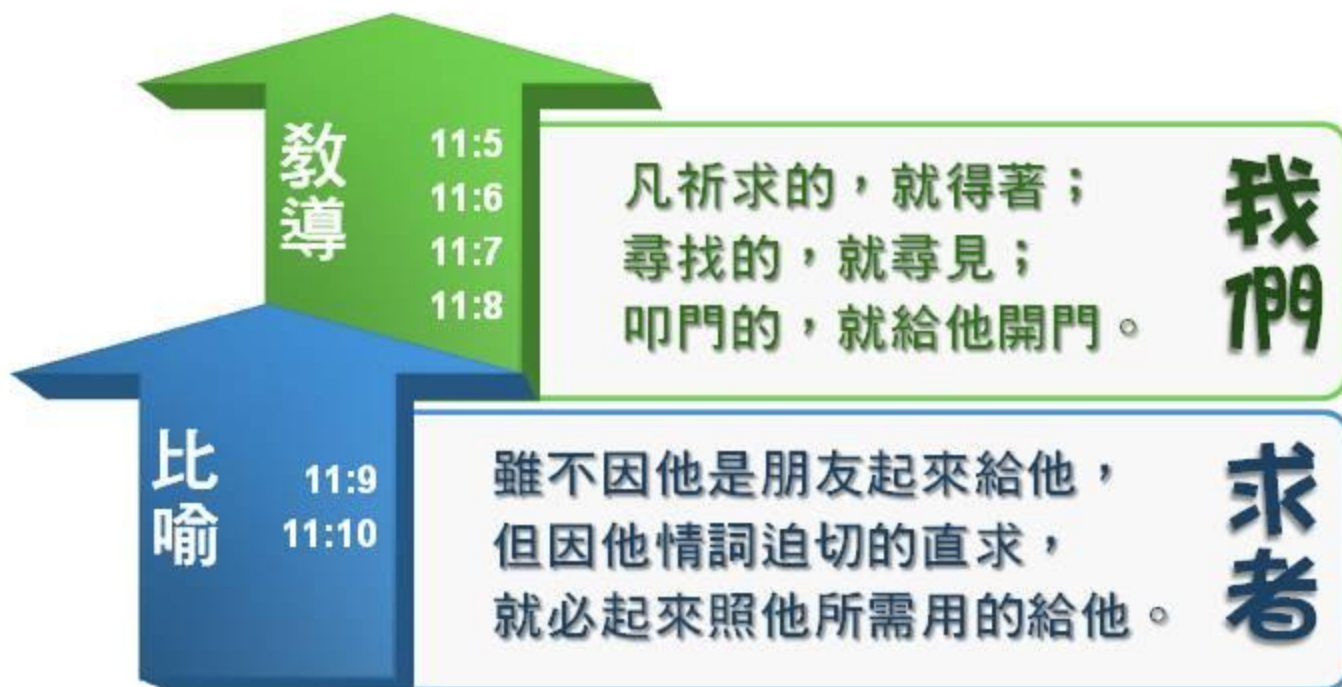 教導
11:5
11:6
11:7
11:8
凡祈求的，就得著；
尋找的，就尋見；
叩門的，就給他開門。
我們
比喻
11:9
11:10
雖不因他是朋友起來給他，
但因他情詞迫切的直求，
就必起來照他所需用的給他。
求者